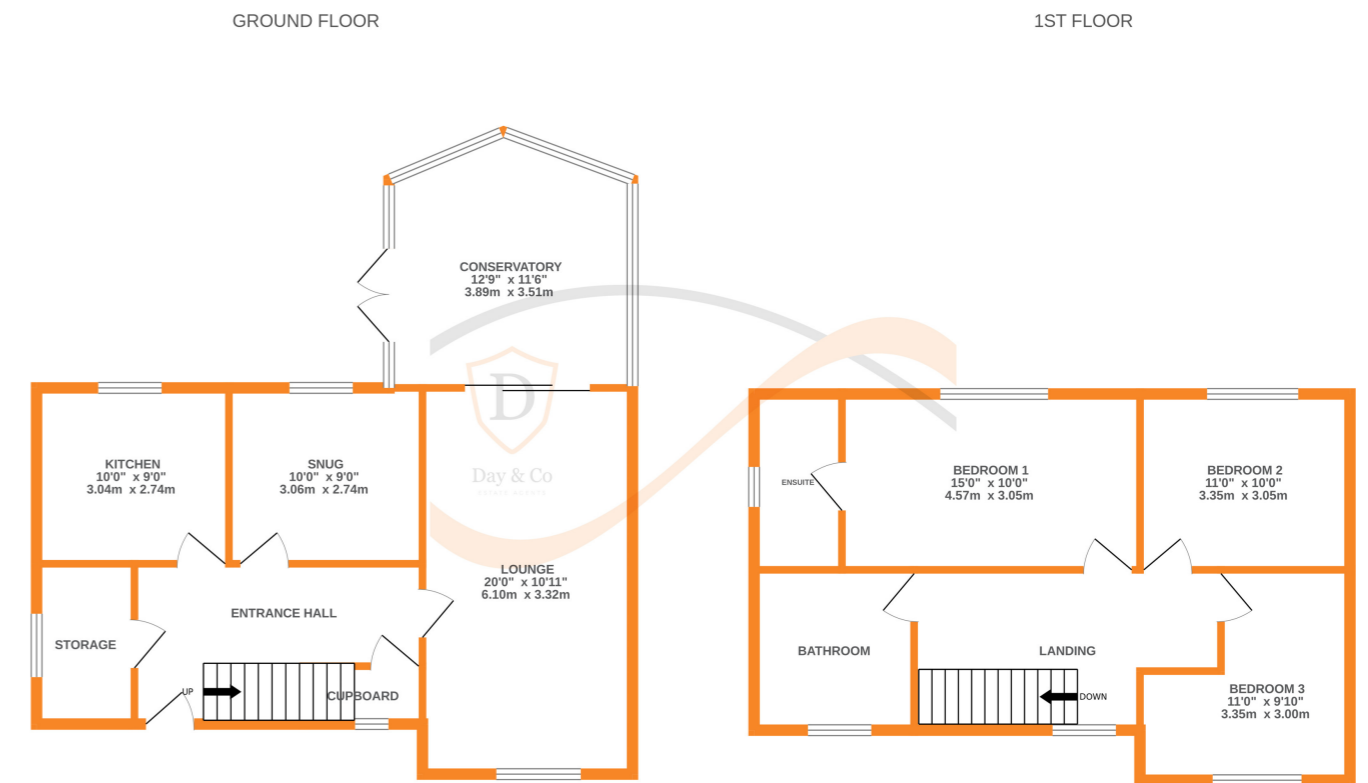 GROUND FLOOR
1ST FLOOR
CONSERVATORY
12'9" x 11'6"
3.89m x 3.51m
D
Day & Co
ESTATE AGENTS
KITCHEN
10'0" x 9'0"
3.04m x 2.74m
SNUG
10'0" x 9'0"
3.06m x 2.74m
LOUNGE
20'0" x 10'11"
6.10m x 3.32m
ENTRANCE HALL
STORAGE
UP
CUPBOARD
ENSUITE
BEDROOM 1
15'0" x 10'0"
4.57m x 3.05m
BEDROOM 2
11'0" x 10'0"
3.35m x 3.05m
BATHROOM
LANDING
DOWN
BEDROOM 3
11'0" x 9'10"
3.35m x 3.00m